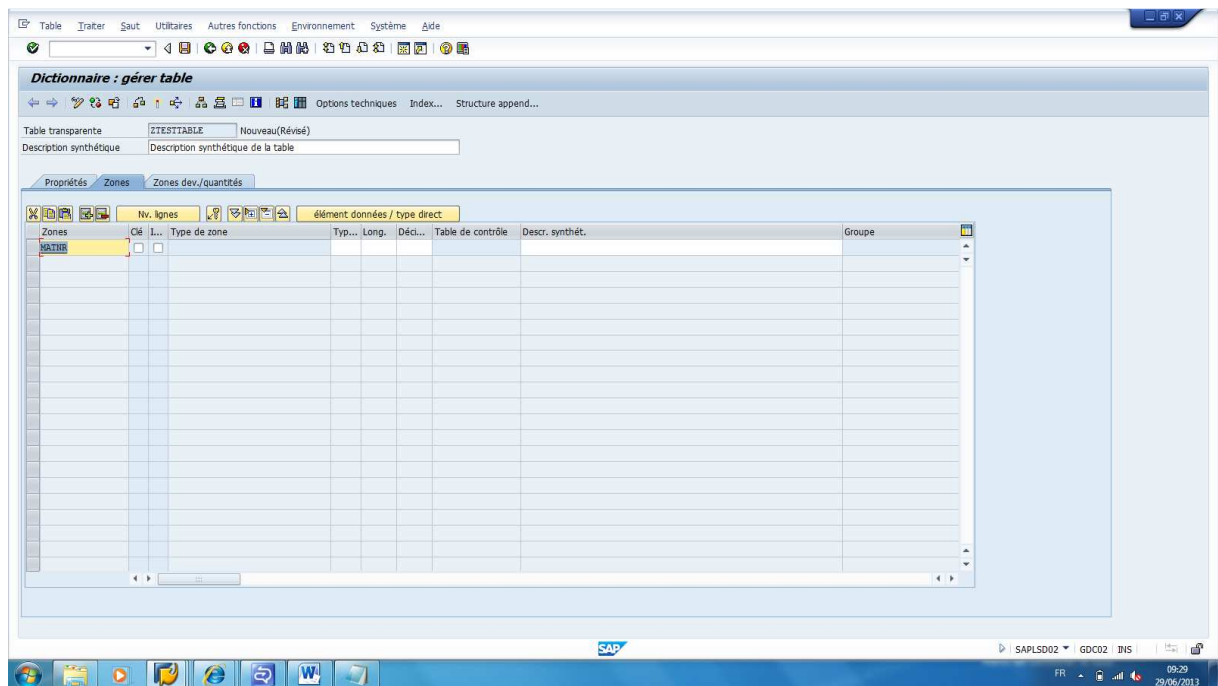 Table Traiter Saut Utilitaires Autres fonctions Environnement Système Aide
Dictionnaire : gérer table
Options techniques Index... Structure append...
Table transparente ZTESTTABLE Nouveau(Révisé)
Description synthétique Description synthétique de la table
Propriétés Zones Zones dev./quantités
Nv. lignes élément données / type direct
Zones Clé I... Type de zone Typ... Long. Déci... Table de contrôle Descr. synthét. Groupe
MATNR
SAP
SAPLSD02 GDC02 INS
FR 09:29
29/06/2013